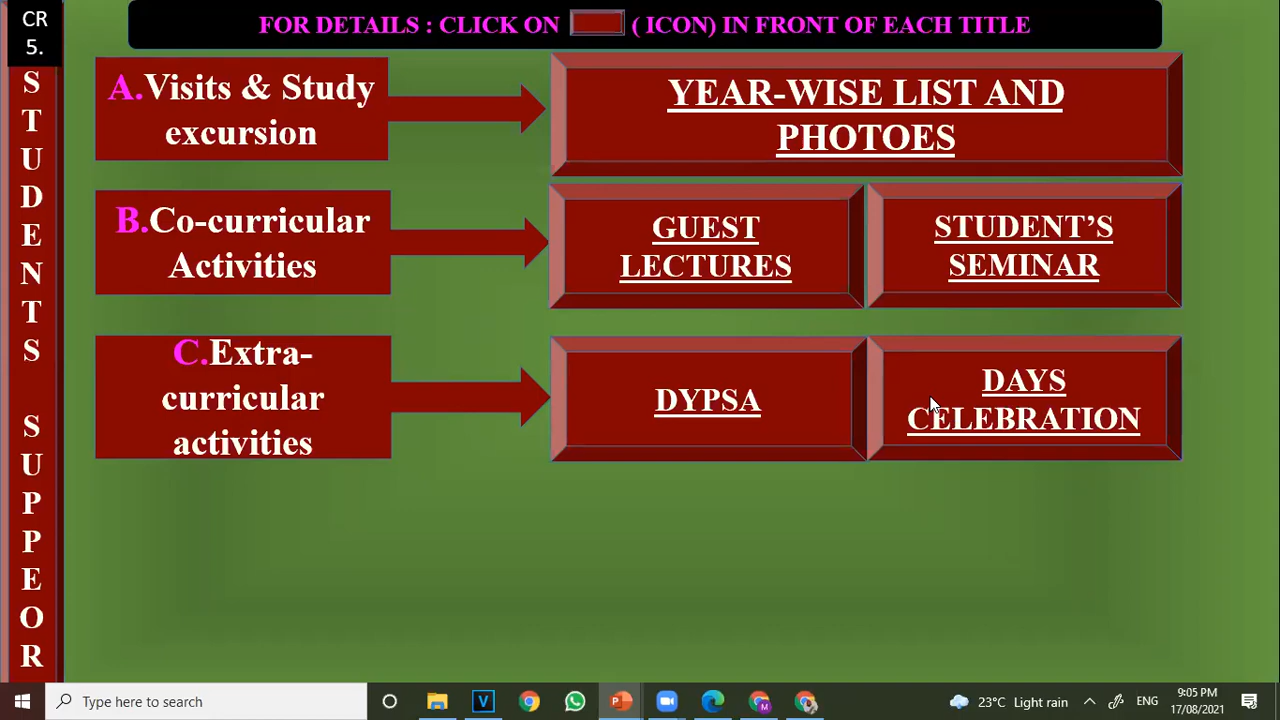 CR
5.
FOR DETAILS : CLICK ON ( ICON) IN FRONT OF EACH TITLE
S
T
U
D
E
N
T
S
S
U
P
P
E
O
R
A.Visits & Study
excursion
YEAR-WISE LIST AND
PHOTOES
B.Co-curricular
Activities
GUEST
LECTURES
STUDENT’S
SEMINAR
C.Extra-
curricular
activities
DYPSA
DAYS
CELEBRATION
Type here to search
V
M
23°C Light rain
ENG
9:05 PM
17/08/2021